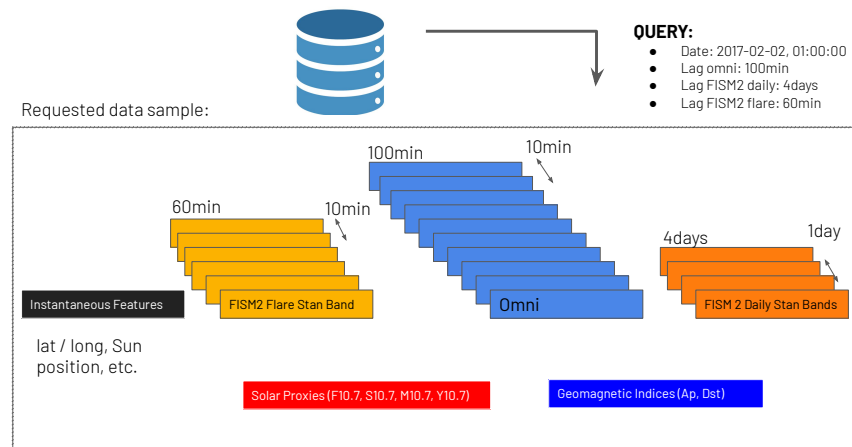 QUERY:
● Date: 2017-02-02, 01:00:00
● Lag omni: 100min
● Lag FISM2 daily: 4days
● Lag FISM2 flare: 60min
Requested data sample:
100min
10min
60min
10min
4days
1day
Instantaneous Features
FISM2 Flare Stan Band
Omni
FISM 2 Daily Stan Bands
lat / long, Sun
position, etc.
Solar Proxies (F10.7, S10.7, M10.7, Y10.7)
Geomagnetic Indices (Ap, Dst)